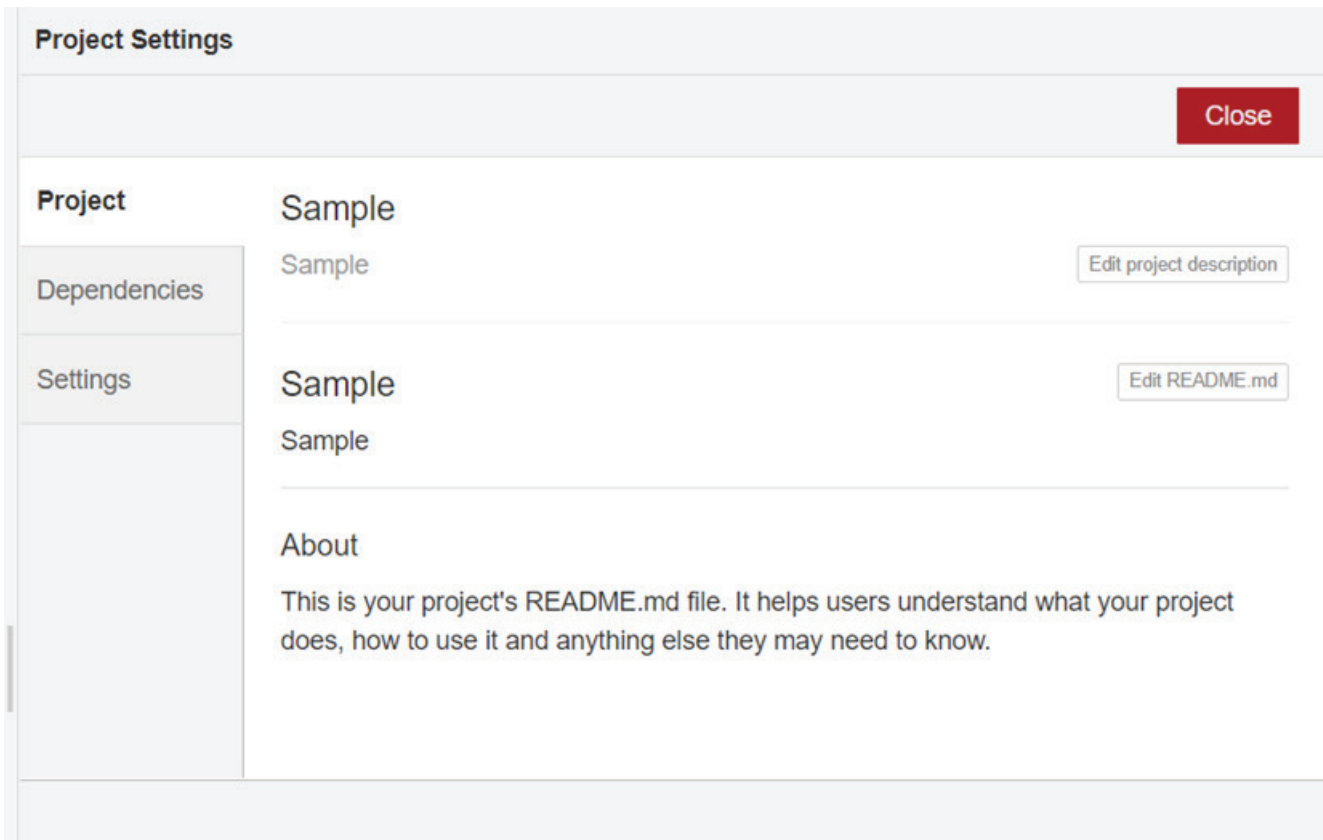 Project Settings
Close
Project
Dependencies
Settings
Sample
Sample
Edit project description
Sample
Edit README.md
Sample
About
This is your project's README.md file. It helps users understand what your project
does, how to use it and anything else they may need to know.